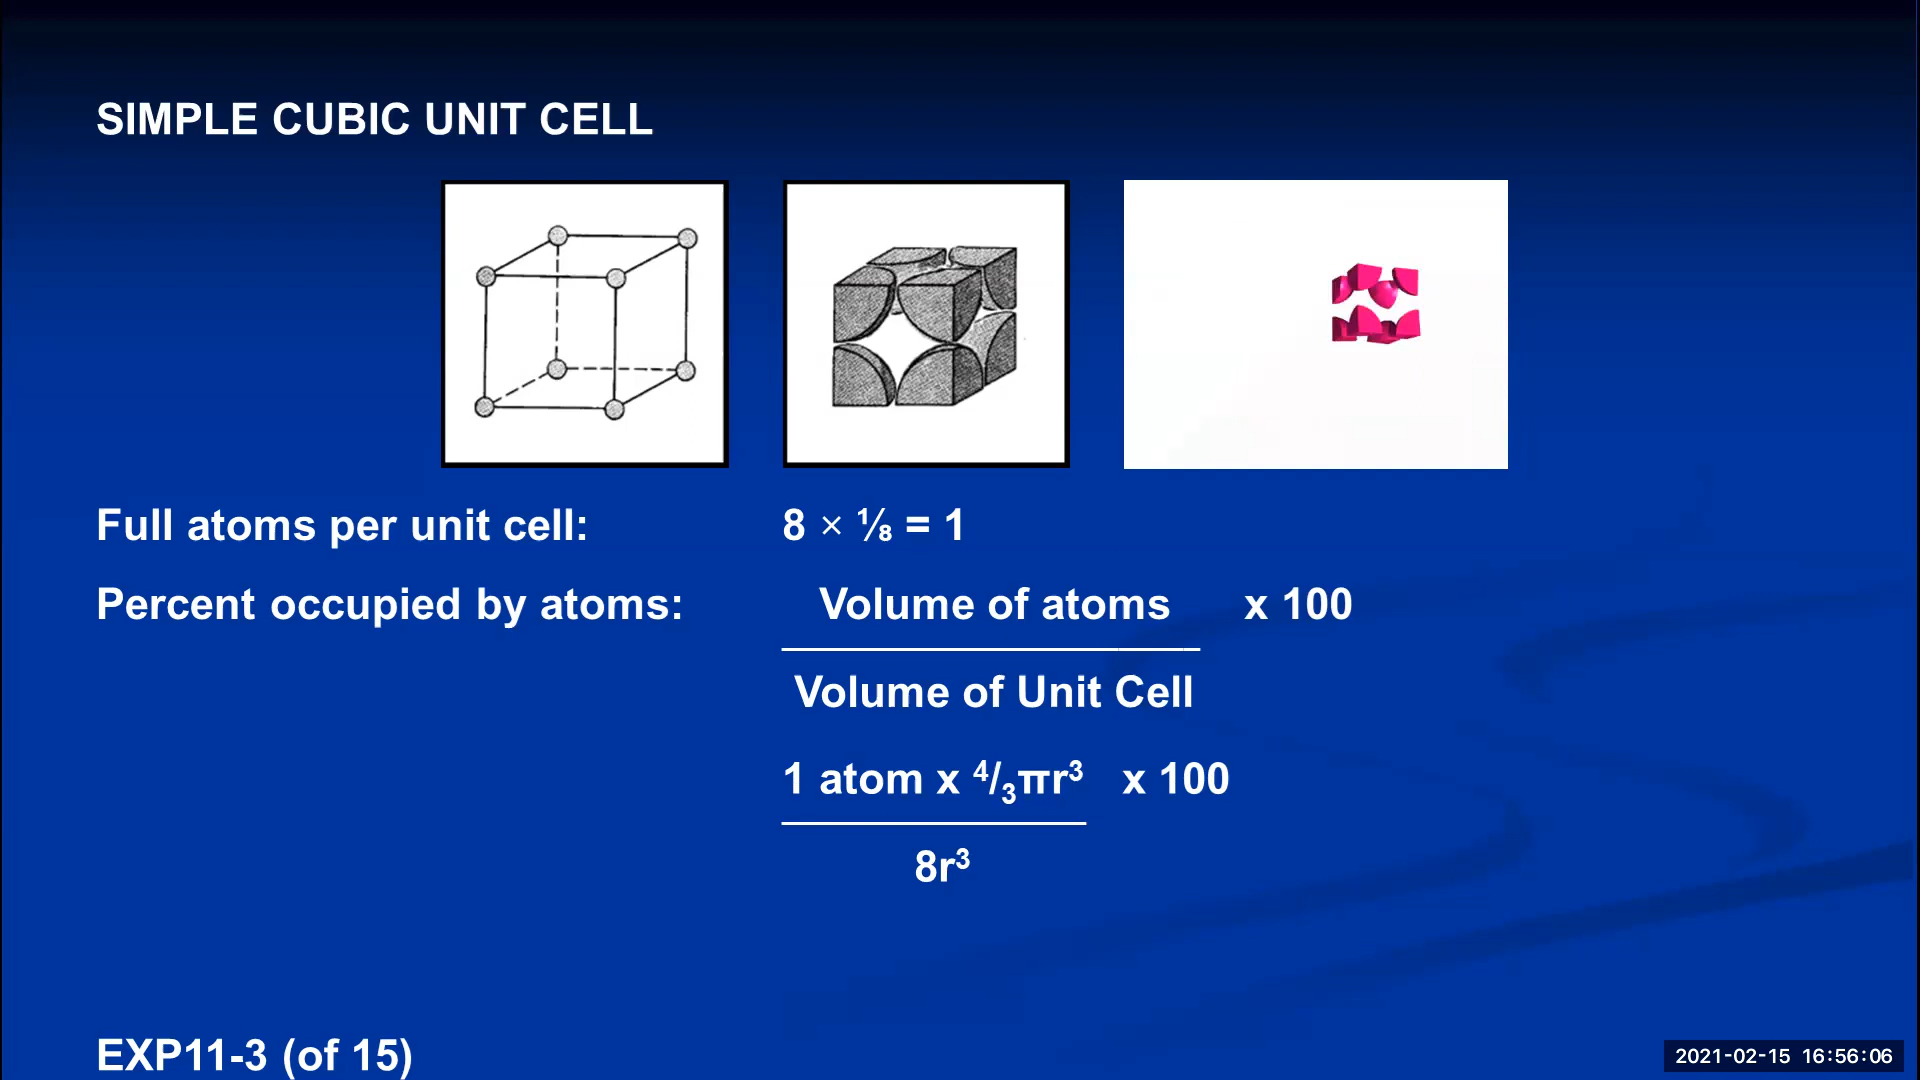 SIMPLE CUBIC UNIT CELL
Full atoms per unit cell: 8 × ⅛ = 1
Percent occupied by atoms: Volume of atoms x 100
Volume of Unit Cell
1 atom x ⁴/₃πr³ x 100
8r³
EXP11-3 (of 15)
2021-02-15 16:56:06